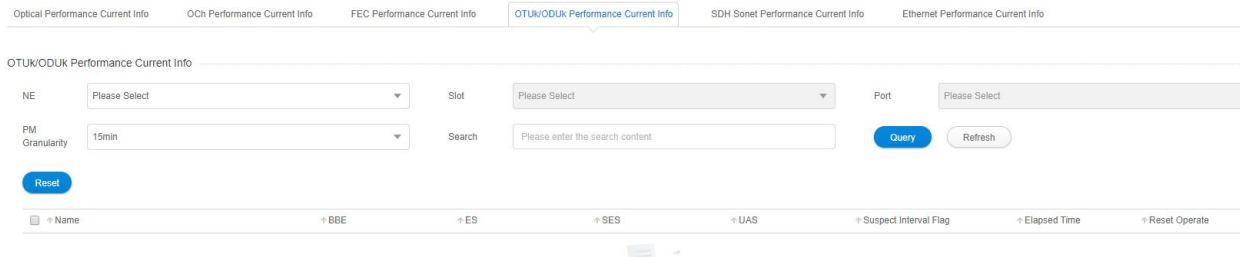 Optical Performance Current Info OCh Performance Current Info FEC Performance Current Info OTUk/ODUk Performance Current Info SDH Sonet Performance Current Info Ethernet Performance Current Info
OTUk/ODUk Performance Current Info
NE Please Select Slot Please Select Port Please Select
PM Granularity 15min Search Please enter the search content Query Refresh
Reset
Name BBE ES SES UAS Suspect Interval Flag Elapsed Time Reset Operate